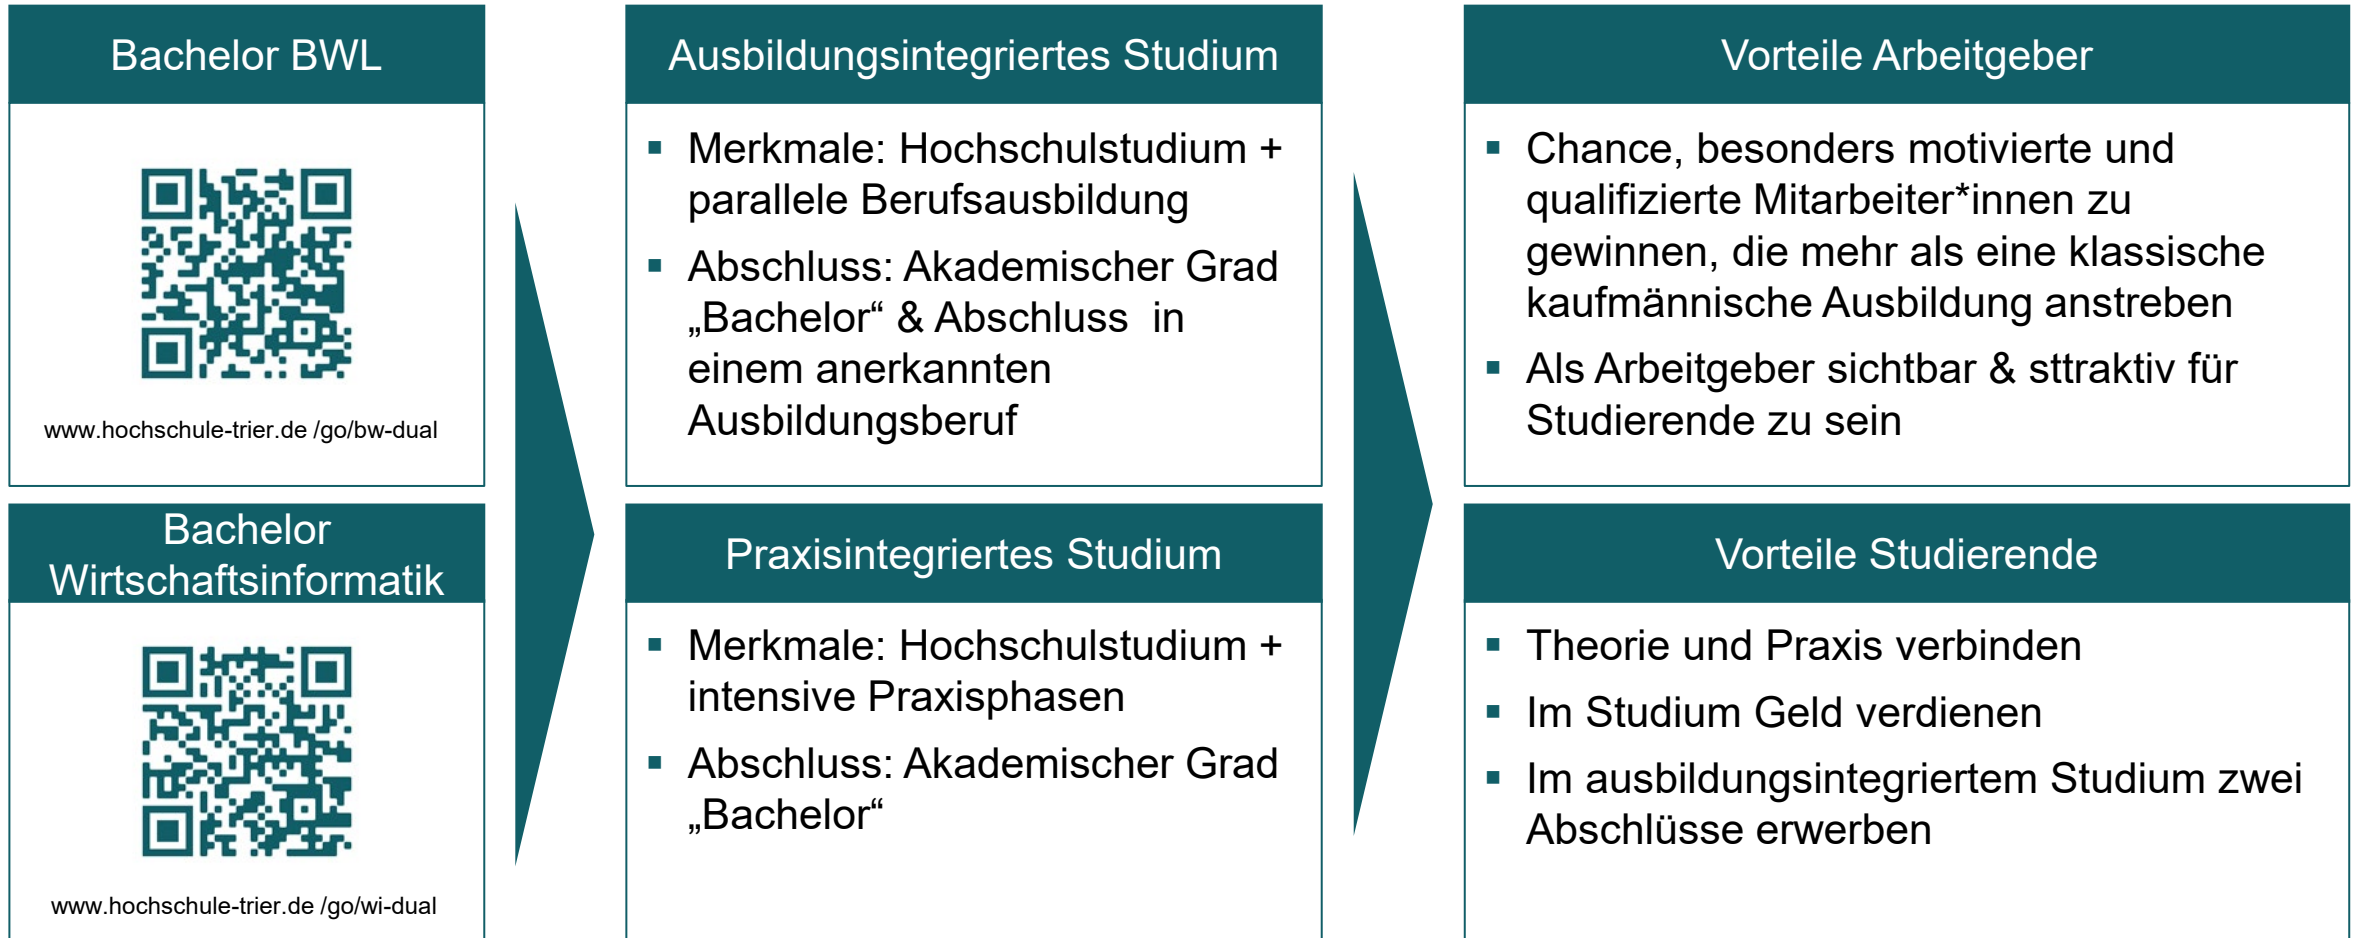 Bachelor BWL
www.hochschule-trier.de /go/bw-dual
Bachelor
Wirtschaftsinformatik
www.hochschule-trier.de /go/wi-dual
Ausbildungsintegriertes Studium
▪ Merkmale: Hochschulstudium +
parallele Berufsausbildung
▪ Abschluss: Akademischer Grad
„Bachelor“ & Abschluss  in
einem anerkannten
Ausbildungsberuf
Praxisintegriertes Studium
▪ Merkmale: Hochschulstudium +
intensive Praxisphasen
▪ Abschluss: Akademischer Grad
„Bachelor“
Vorteile Arbeitgeber
▪ Chance, besonders motivierte und
qualifizierte Mitarbeiter*innen zu
gewinnen, die mehr als eine klassische
kaufmännische Ausbildung anstreben
▪ Als Arbeitgeber sichtbar & sttraktiv für
Studierende zu sein
Vorteile Studierende
▪ Theorie und Praxis verbinden
▪ Im Studium Geld verdienen
▪ Im ausbildungsintegriertem Studium zwei
Abschlüsse erwerben